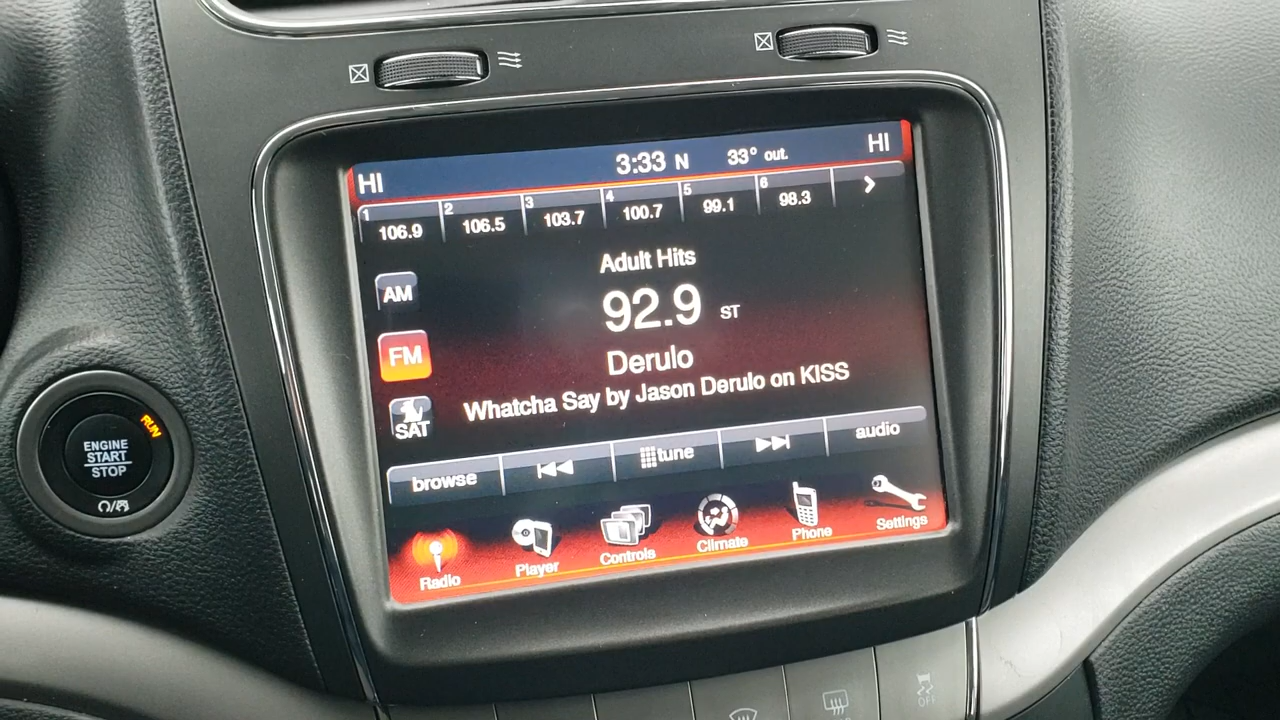 HI 3:33 N 33° out. HI
1 106.9 2 106.5 3 103.7 4 100.7 5 99.1 6 98.3
Adult Hits
AM
92.9 ST
FM
Derulo
Whatcha Say by Jason Derulo on KISS
SAT
browse tune audio
Radio Player Controls Climate Phone Settings
RUN
ENGINE
START
STOP
OFF